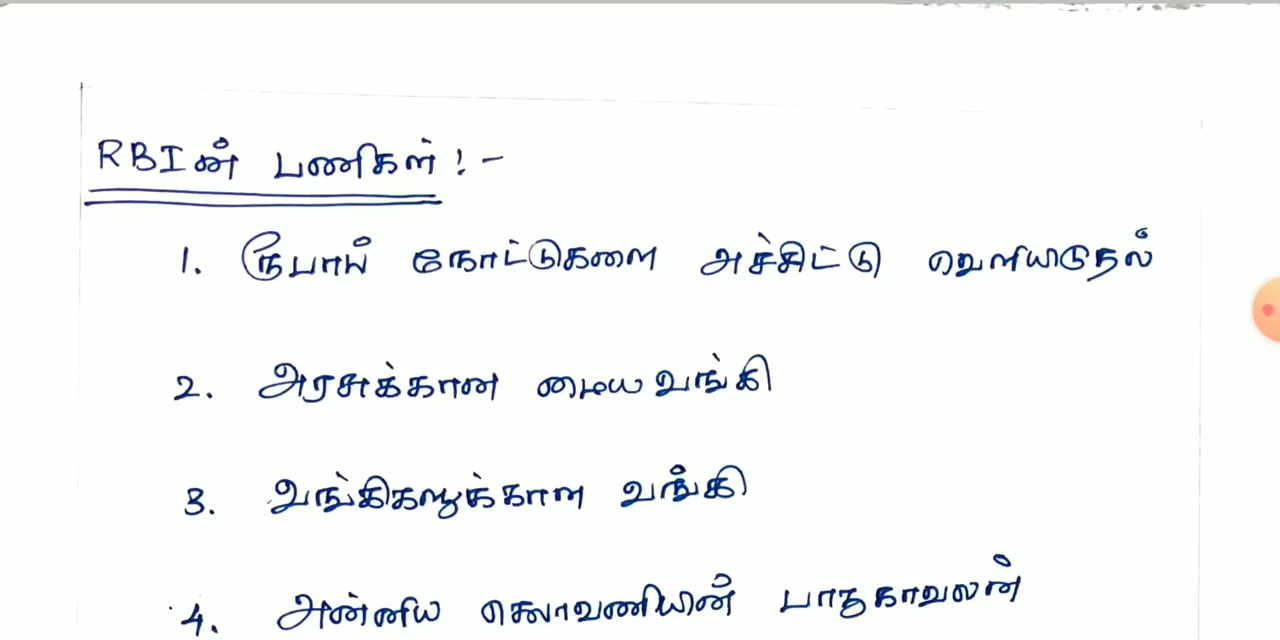 RBIன் பணிகள் :-
1. ரூபாய் நோட்டுகளை அச்சிட்டு வெளியிடுதல்
2. அரசுக்கான மைய வங்கி
3. வங்கிகளுக்கான வங்கி
4. அன்னிய செலாவணியின் பாதுகாவலன்